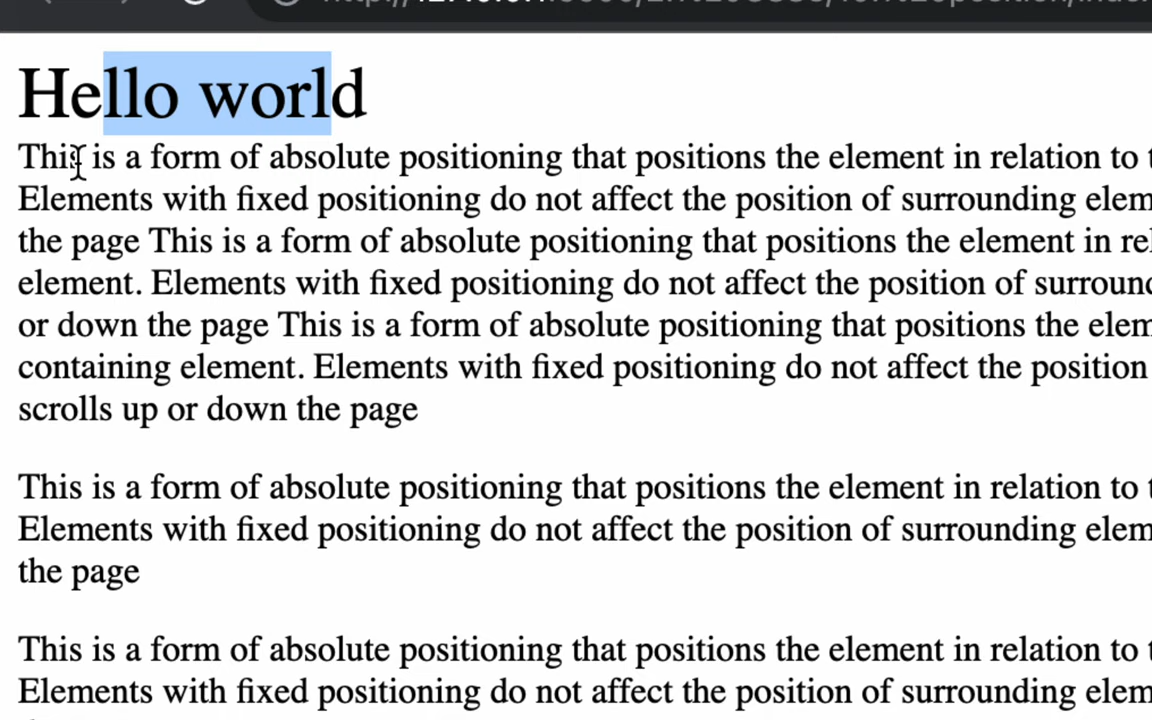 Hello world
This is a form of absolute positioning that positions the element in relation to
Elements with fixed positioning do not affect the position of surrounding
the page This is a form of absolute positioning that positions the element in
element. Elements with fixed positioning do not affect the position of
or down the page This is a form of absolute positioning that positions the
containing element. Elements with fixed positioning do not affect the position
scrolls up or down the page
This is a form of absolute positioning that positions the element in relation to
Elements with fixed positioning do not affect the position of surrounding
the page
This is a form of absolute positioning that positions the element in relation to
Elements with fixed positioning do not affect the position of surrounding